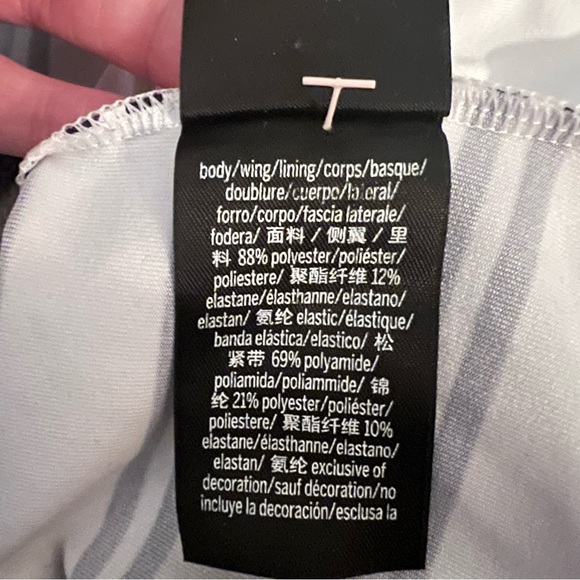 body/wing/lining/corps/basque/
doublure/cuerpo/lateral/
forro/corpo/fascia laterale/
fodera/ 面料 / 侧翼 / 里
料 88% polyester/poliéster/
poliestere/ 聚酯纤维 12%
elastane/élasthanne/elastano/
elastan/ 氨纶 elastic/élastique/
banda elástica/elastico/ 松
紧带 69% polyamide/
poliamida/poliammide/ 锦
纶 21% polyester/poliéster/
poliestere/ 聚酯纤维 10%
elastane/élasthanne/elastano/
elastan/ 氨纶 exclusive of
decoration/sauf décoration/no
incluye la decoración/esclusa la